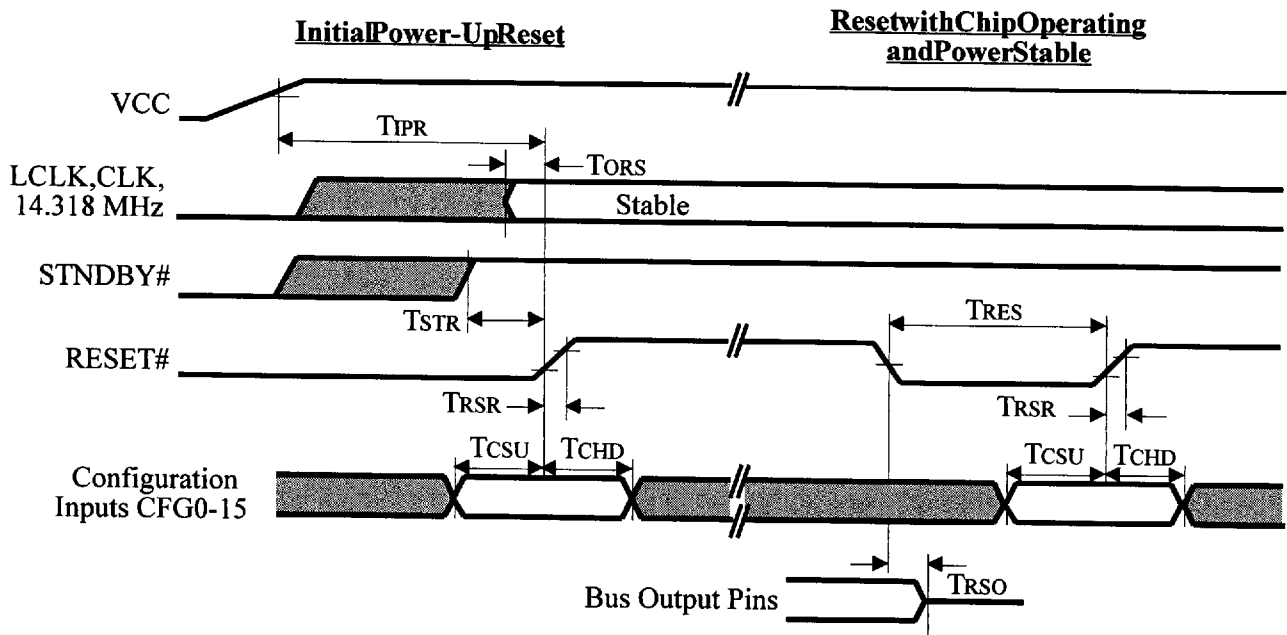 InitialPower-UpReset
ResetwithChipOperating
andPowerStable
VCC
TIPR
TORS
LCLK,CLK,
14.318 MHz
Stable
STNDBY#
TSTR
TRES
RESET#
TRSR
TRSR
TCSU
TCHD
TCSU
TCHD
Configuration
Inputs CFG0-15
Bus Output Pins
TRSO